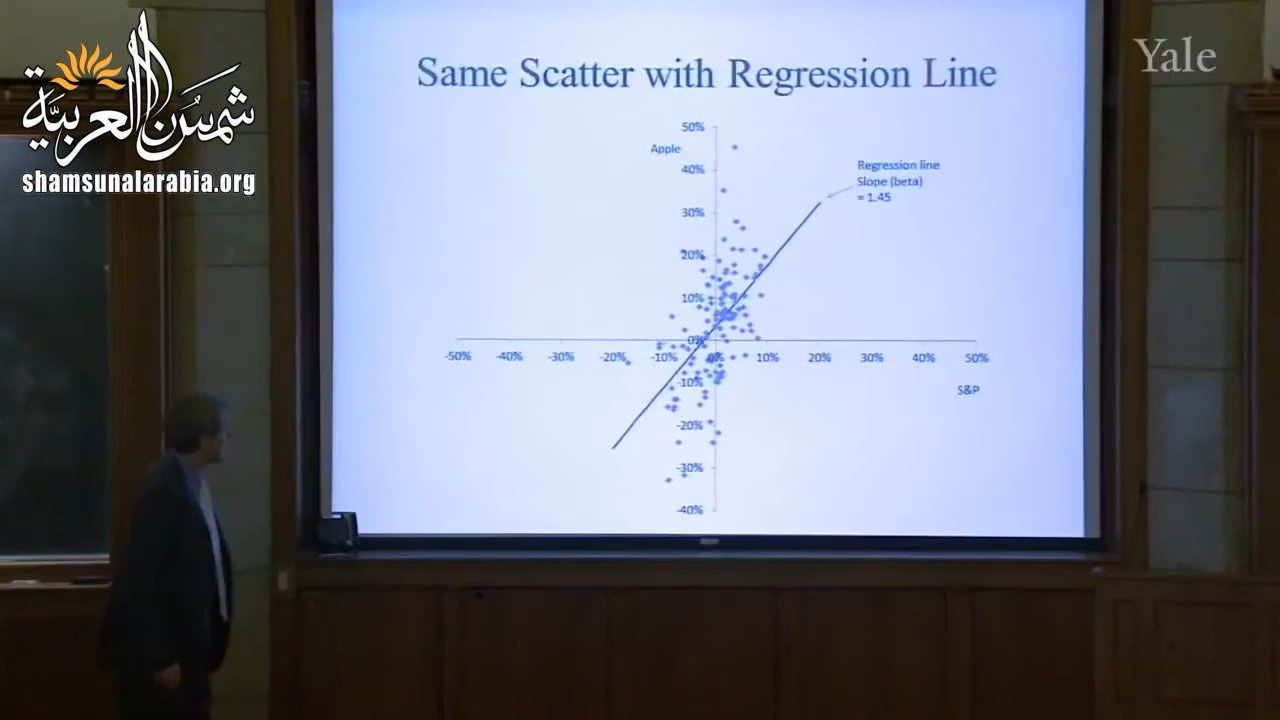 شمس العربية
shamsunalarabia.org
Yale
Same Scatter with Regression Line
50%
Apple
40%
Regression line
Slope (beta)
= 1.45
30%
20%
10%
0%
-50% -40% -30% -20% -10% 0% 10% 20% 30% 40% 50%
-10%
S&P
-20%
-30%
-40%